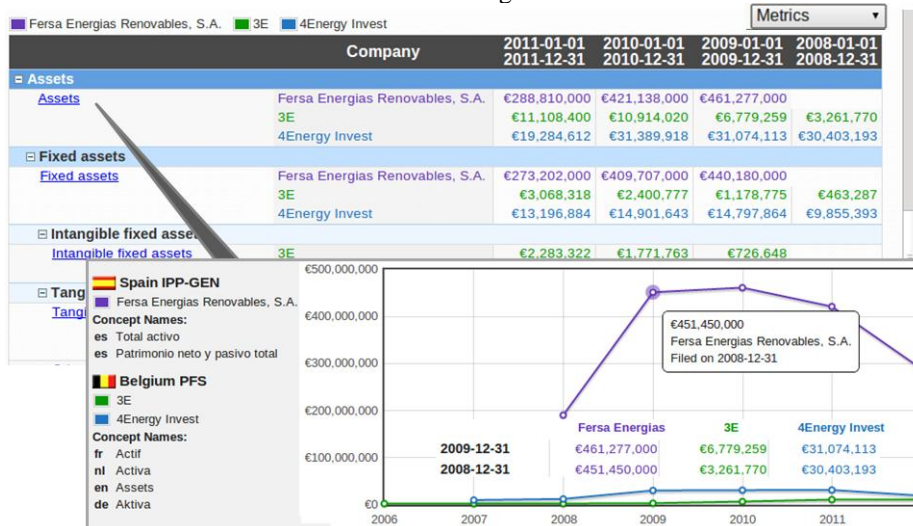 Fersa Energias Renovables, S.A. 3E 4Energy Invest Metrics
Company 2011-01-01 2011-12-31 2010-01-01 2010-12-31 2009-01-01 2009-12-31 2008-01-01 2008-12-31
Assets
Assets Fersa Energias Renovables, S.A. €288,810,000 €421,138,000 €461,277,000
3E €11,108,400 €10,914,020 €6,779,259 €3,261,770
4Energy Invest €19,284,612 €31,389,918 €31,074,113 €30,403,193
Fixed assets
Fixed assets Fersa Energias Renovables, S.A. €273,202,000 €409,707,000 €440,180,000
3E €3,068,318 €2,400,777 €1,178,775 €463,287
4Energy Invest €13,196,884 €14,901,643 €14,797,864 €9,855,393
Intangible fixed asse
Intangible fixed assets 3E €2,283,322 €1,771,763 €726,648
Tang
Tangi
Spain IPP-GEN
Fersa Energias Renovables, S.A.
Concept Names:
es Total activo
es Patrimonio neto y pasivo total
Belgium PFS
3E
4Energy Invest
Concept Names:
fr Actif
nl Activa
en Assets
de Aktiva
€500,000,000
€400,000,000
€300,000,000
€200,000,000
€100,000,000
€0
€451,450,000
Fersa Energias Renovables, S.A.
Filed on 2008-12-31
Fersa Energias 3E 4Energy Invest
2009-12-31 €461,277,000 €6,779,259 €31,074,113
2008-12-31 €451,450,000 €3,261,770 €30,403,193
2006 2007 2008 2009 2010 2011